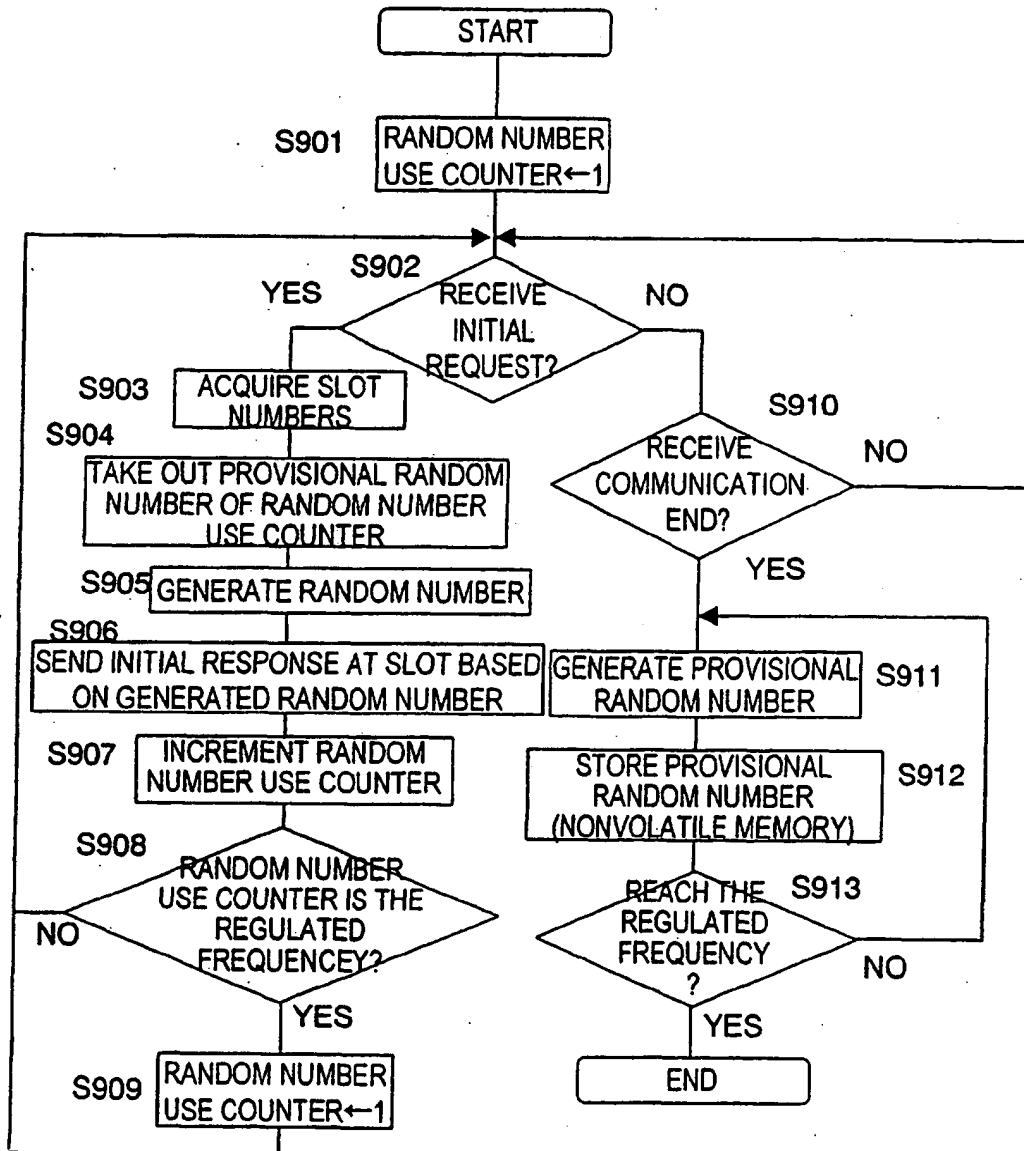 START
S901
RANDOM NUMBER
USE COUNTER←1
S902
YES
RECEIVE
INITIAL
REQUEST?
NO
S903
ACQUIRE SLOT
NUMBERS
S904
TAKE OUT PROVISIONAL RANDOM
NUMBER OF RANDOM NUMBER
USE COUNTER
S905
GENERATE RANDOM NUMBER
S906
SEND INITIAL RESPONSE AT SLOT BASED
ON GENERATED RANDOM NUMBER
S907
INCREMENT RANDOM
NUMBER USE COUNTER
S908
RANDOM NUMBER
USE COUNTER IS THE
REGULATED
FREQUENCEY?
NO
YES
S909
RANDOM NUMBER
USE COUNTER←1
S910
RECEIVE
COMMUNICATION
END?
NO
YES
GENERATE PROVISIONAL
RANDOM NUMBER
S911
STORE PROVISIONAL
RANDOM NUMBER
(NONVOLATILE MEMORY)
S912
S913
REACH THE
REGULATED
FREQUENCY
?
NO
YES
END